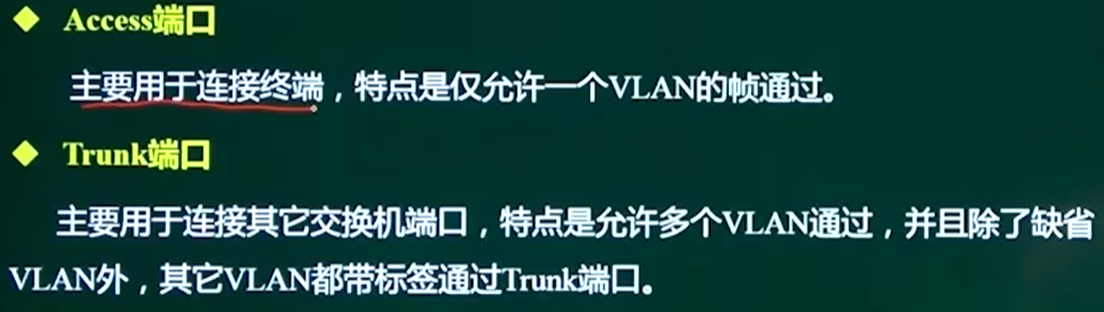 ◆ Access端口
主要用于连接终端，特点是仅允许一个VLAN的帧通过。
◆ Trunk端口
主要用于连接其它交换机端口，特点是允许多个VLAN通过，并且除了缺省
VLAN外，其它VLAN都带标签通过Trunk端口。